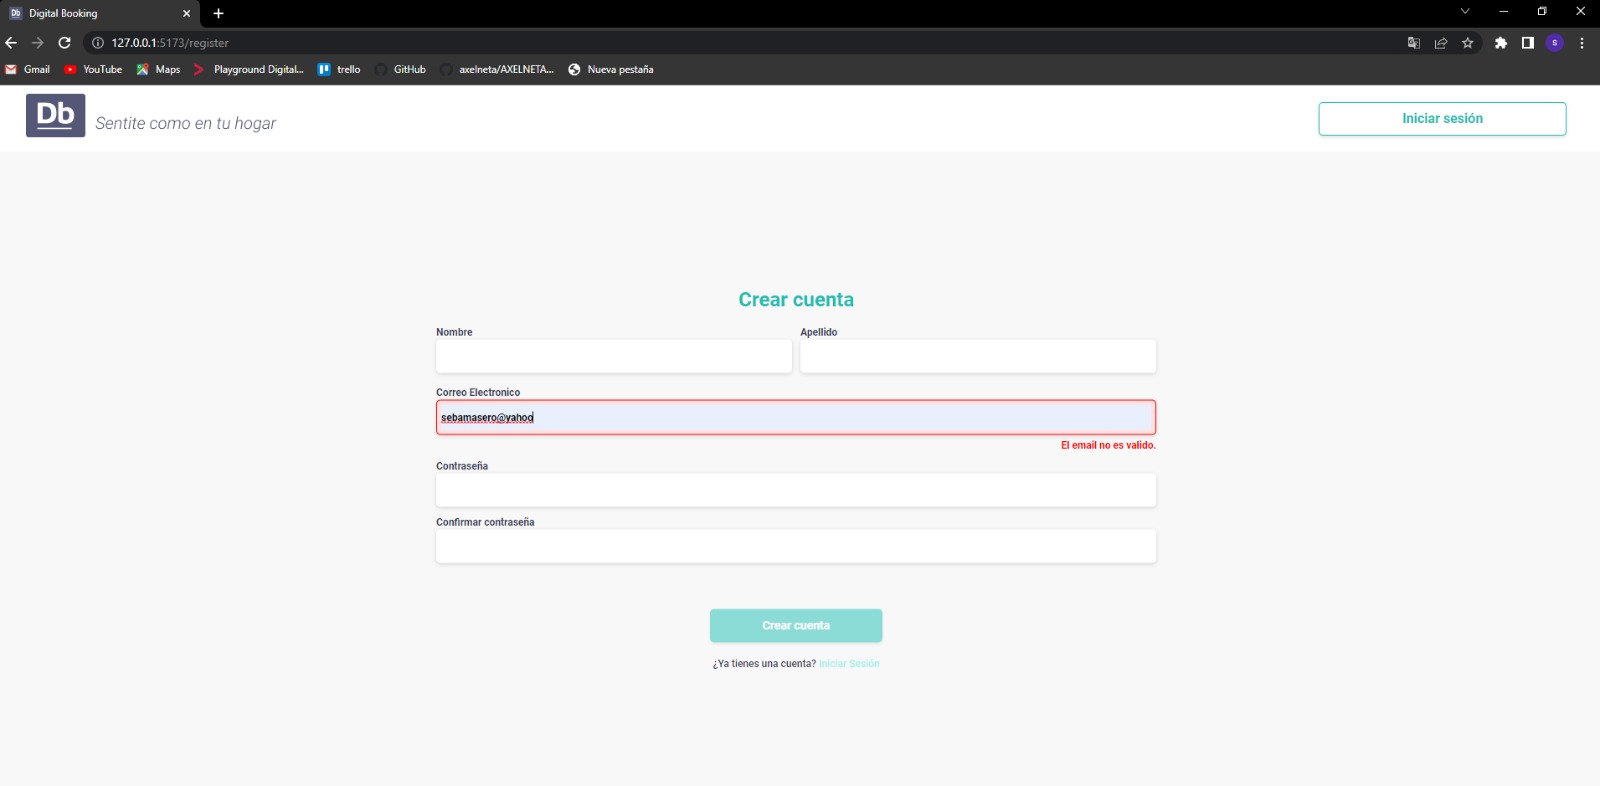 Db Digital Booking
127.0.0.1:5173/register
S
Gmail YouTube Maps Playground Digital... trello GitHub axelneta/AXELNETA... Nueva pestaña
Db Sentite como en tu hogar
Iniciar sesión
Crear cuenta
Nombre Apellido
Correo Electronico
sebamasero@yahoo
El email no es valido.
Contraseña
Confirmar contraseña
Crear cuenta
¿Ya tienes una cuenta? Iniciar Sesión